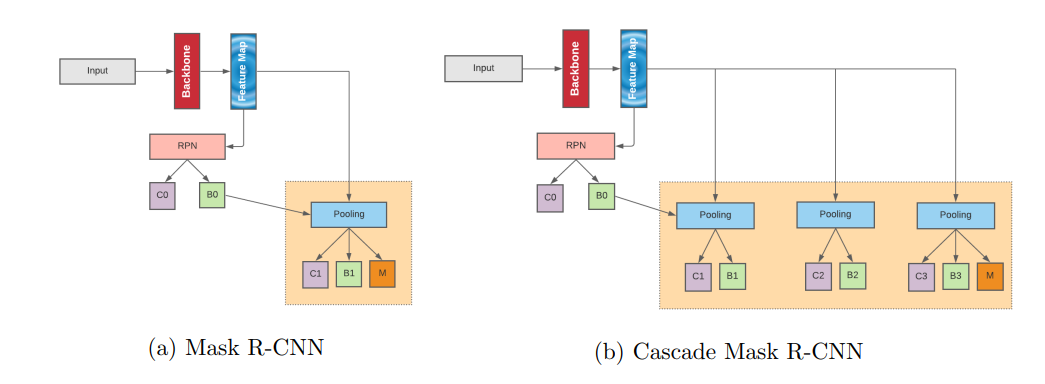 Input
Backbone
Feature Map
RPN
C0
B0
Pooling
C1
B1
M
(a) Mask R-CNN
Input
Backbone
Feature Map
RPN
C0
B0
Pooling
Pooling
Pooling
C1
B1
C2
B2
C3
B3
M
(b) Cascade Mask R-CNN